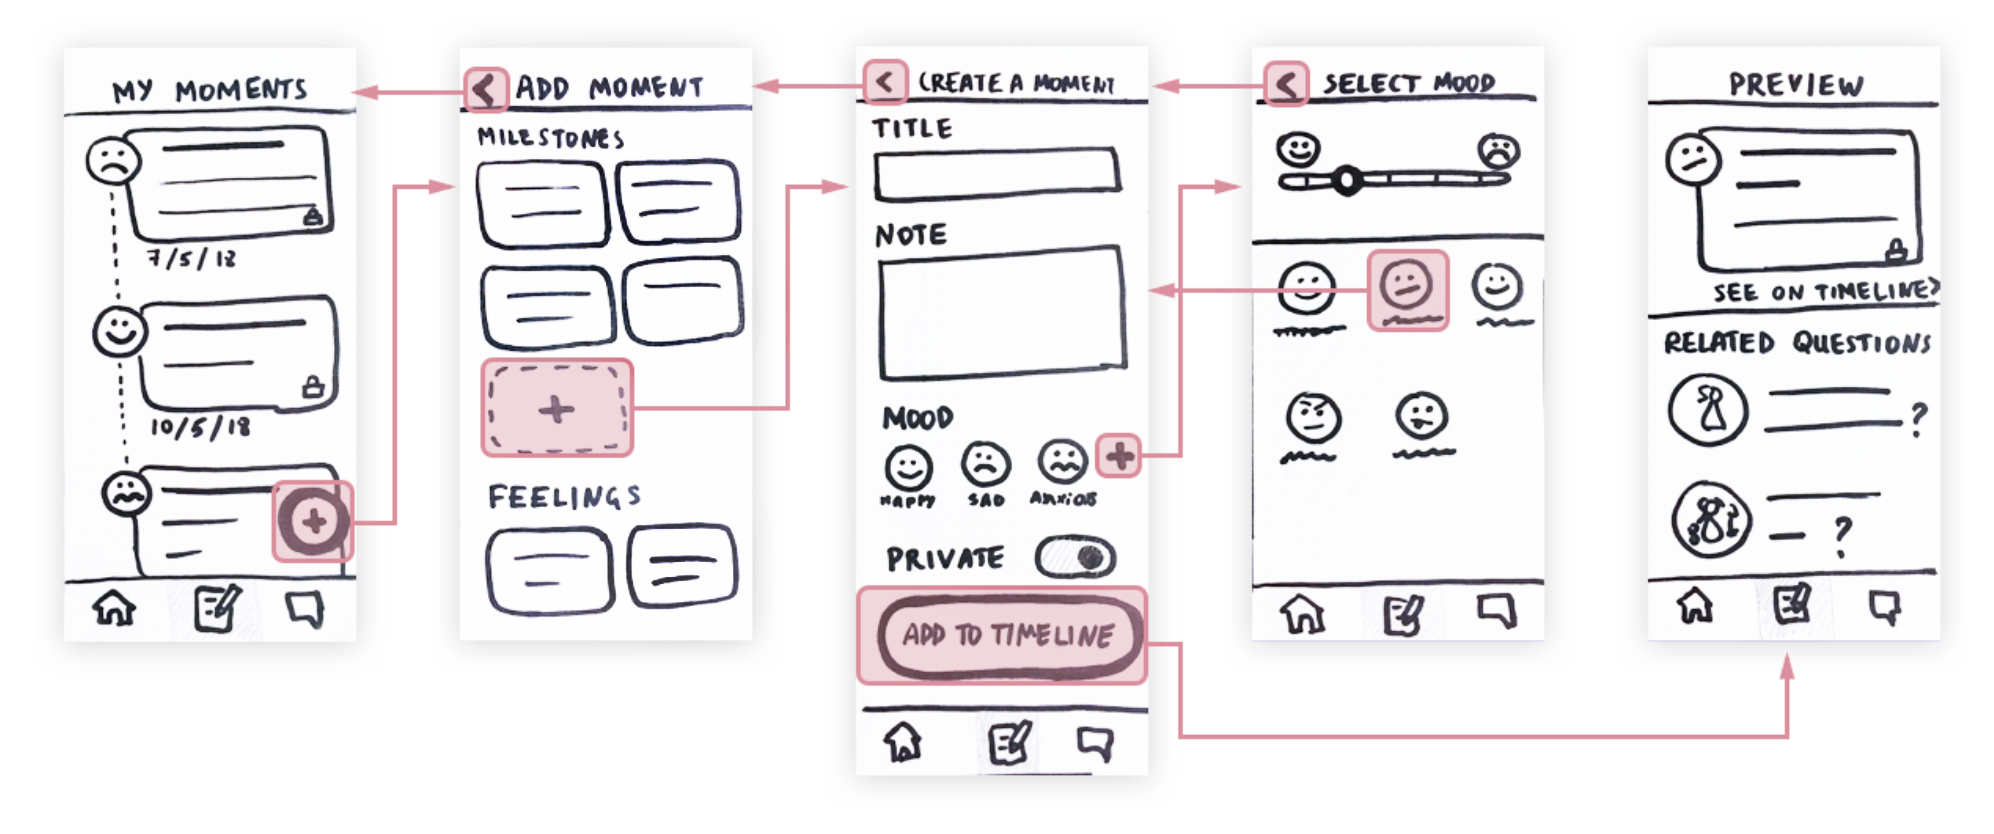 MY MOMENTS
7/5/18
10/5/18
ADD MOMENT
MILESTONES
FEELINGS
CREATE A MOMENT
TITLE
NOTE
MOOD
HAPPY SAD ANXIOUS
PRIVATE
ADD TO TIMELINE
SELECT MOOD
PREVIEW
SEE ON TIMELINE>
RELATED QUESTIONS
?
?